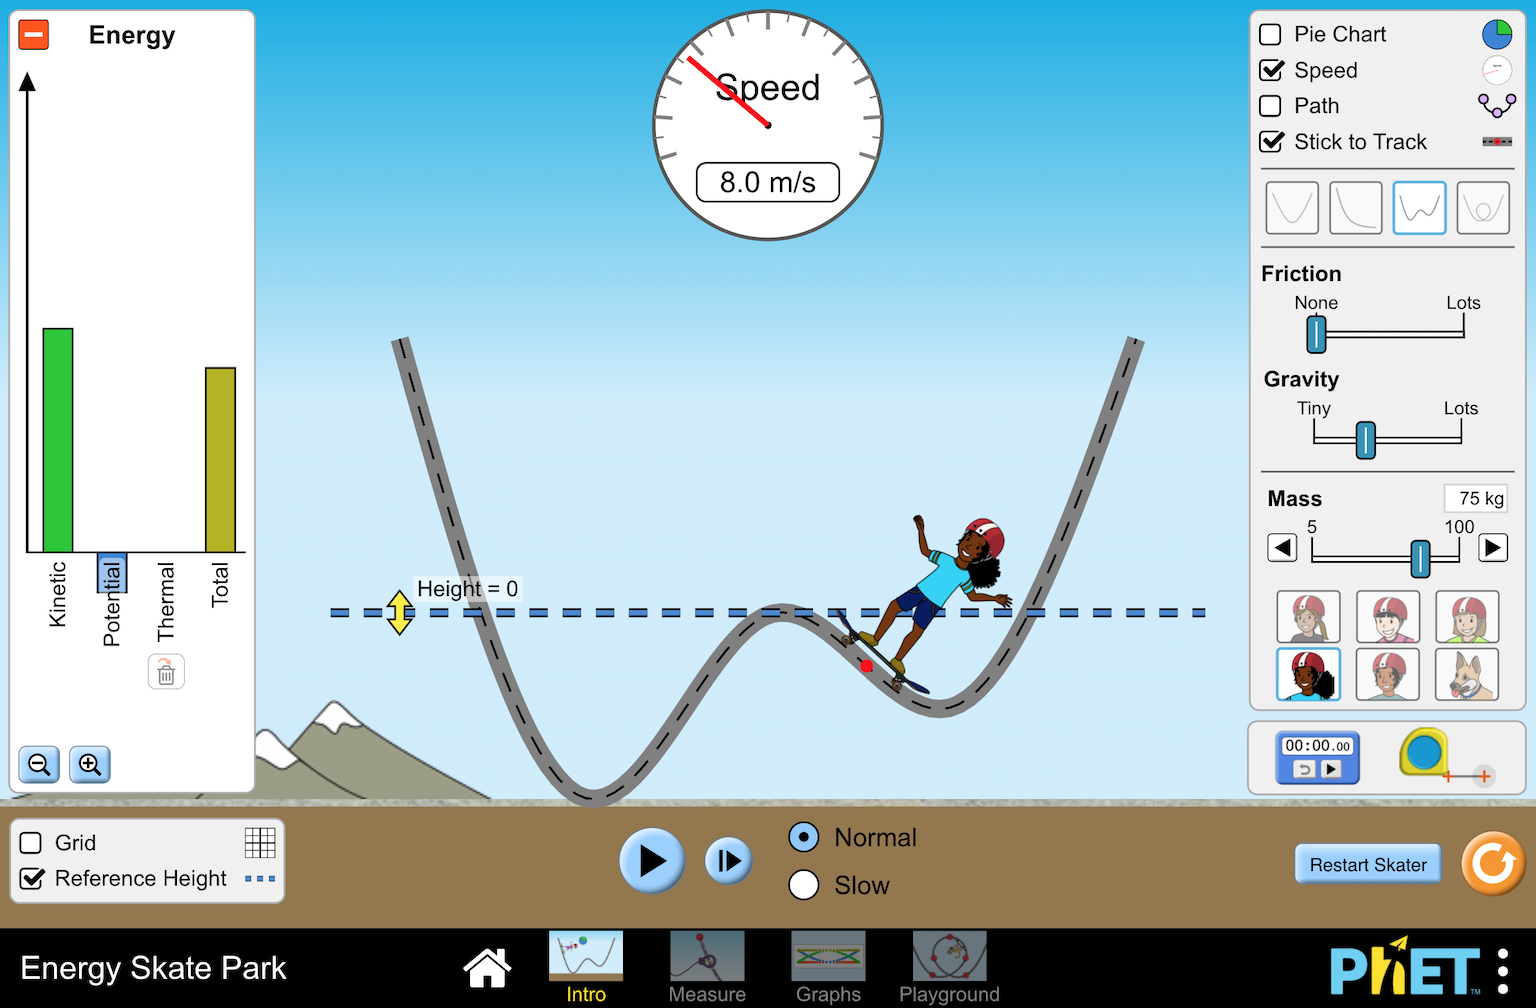 Energy
Kinetic
Potential
Thermal
Total
Speed
8.0 m/s
Height = 0
Pie Chart
Speed
Path
Stick to Track
Friction
None
Lots
Gravity
Tiny
Lots
Mass
75 kg
5
100
00:00.00
Grid
Reference Height
Normal
Slow
Restart Skater
Energy Skate Park
Intro
Measure
Graphs
Playground
PhET™